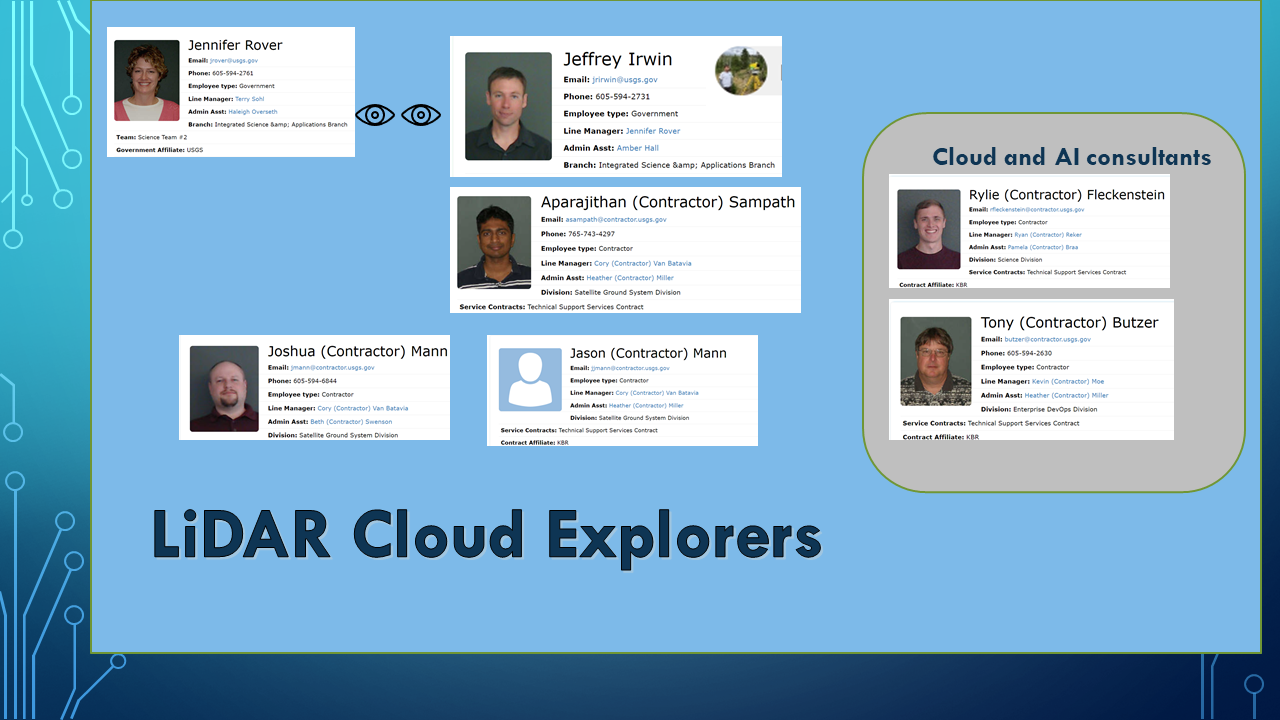 Jennifer Rover
Email: jrover@usgs.gov
Phone: 605-594-2761
Employee type: Government
Line Manager: Terry Sohl
Admin Asst: Haleigh Overseth
Branch: Integrated Science &amp; Applications Branch
Team: Science Team #2
Government Affiliate: USGS
Jeffrey Irwin
Email: jrirwin@usgs.gov
Phone: 605-594-2731
Employee type: Government
Line Manager: Jennifer Rover
Admin Asst: Amber Hall
Branch: Integrated Science &amp; Applications Branch
Aparajithan (Contractor) Sampath
Email: asampath@contractor.usgs.gov
Phone: 765-743-4297
Employee type: Contractor
Line Manager: Cory (Contractor) Van Batavia
Admin Asst: Heather (Contractor) Miller
Division: Satellite Ground System Division
Service Contracts: Technical Support Services Contract
Joshua (Contractor) Mann
Email: jmann@contractor.usgs.gov
Phone: 605-594-6844
Employee type: Contractor
Line Manager: Cory (Contractor) Van Batavia
Admin Asst: Beth (Contractor) Swenson
Division: Satellite Ground System Division
Jason (Contractor) Mann
Email: jjmann@contractor.usgs.gov
Employee type: Contractor
Line Manager: Cory (Contractor) Van Batavia
Admin Asst: Heather (Contractor) Miller
Division: Satellite Ground System Division
Service Contracts: Technical Support Services Contract
Contract Affiliate: KBR
Cloud and AI consultants
Rylie (Contractor) Fleckenstein
Email: rfleckenstein@contractor.usgs.gov
Employee type: Contractor
Line Manager: Ryan (Contractor) Reker
Admin Asst: Pamela (Contractor) Braa
Division: Science Division
Service Contracts: Technical Support Services Contract
Contract Affiliate: KBR
Tony (Contractor) Butzer
Email: butzer@contractor.usgs.gov
Phone: 605-594-2630
Employee type: Contractor
Line Manager: Kevin (Contractor) Moe
Admin Asst: Heather (Contractor) Miller
Division: Enterprise DevOps Division
Service Contracts: Technical Support Services Contract
Contract Affiliate: KBR
LiDAR Cloud Explorers